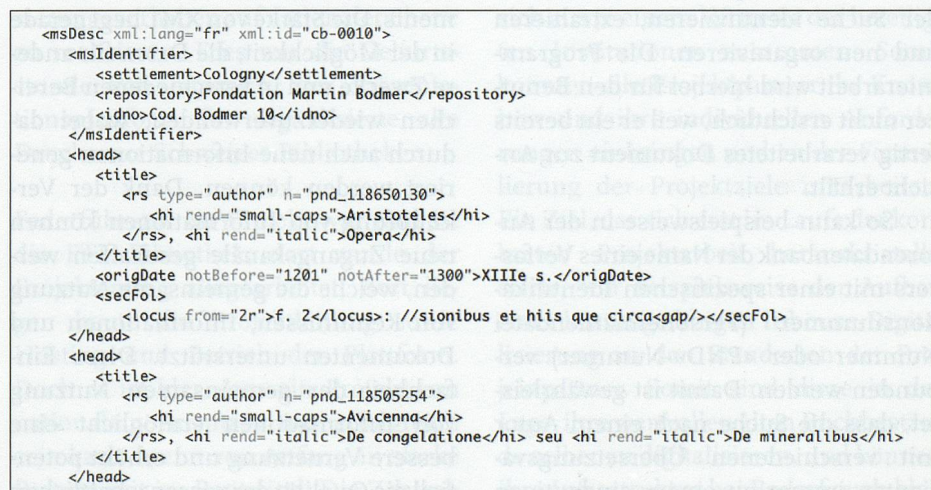 <msDesc xml:lang="fr" xml:id="cb-0010">
<msIdentifier>
<settlement>Cologny</settlement>
<repository>Fondation Martin Bodmer</repository>
<idno>Cod. Bodmer 10</idno>
</msIdentifier>
<head>
<title>
<rs type="author" n="pnd_118650130">
<hi rend="small-caps">Aristoteles</hi>
</rs>, <hi rend="italic">Opera</hi>
</title>
<origDate notBefore="1201" notAfter="1300">XIIIe s.</origDate>
<secFol>
<locus from="2r">f. 2</locus>: //sionibus et hiis que circa<gap/></secFol>
</head>
<head>
<title>
<rs type="author" n="pnd_118505254">
<hi rend="small-caps">Avicenna</hi>
</rs>, <hi rend="italic">De congelatione</hi> seu <hi rend="italic">De mineralibus</hi>
</title>
</head>